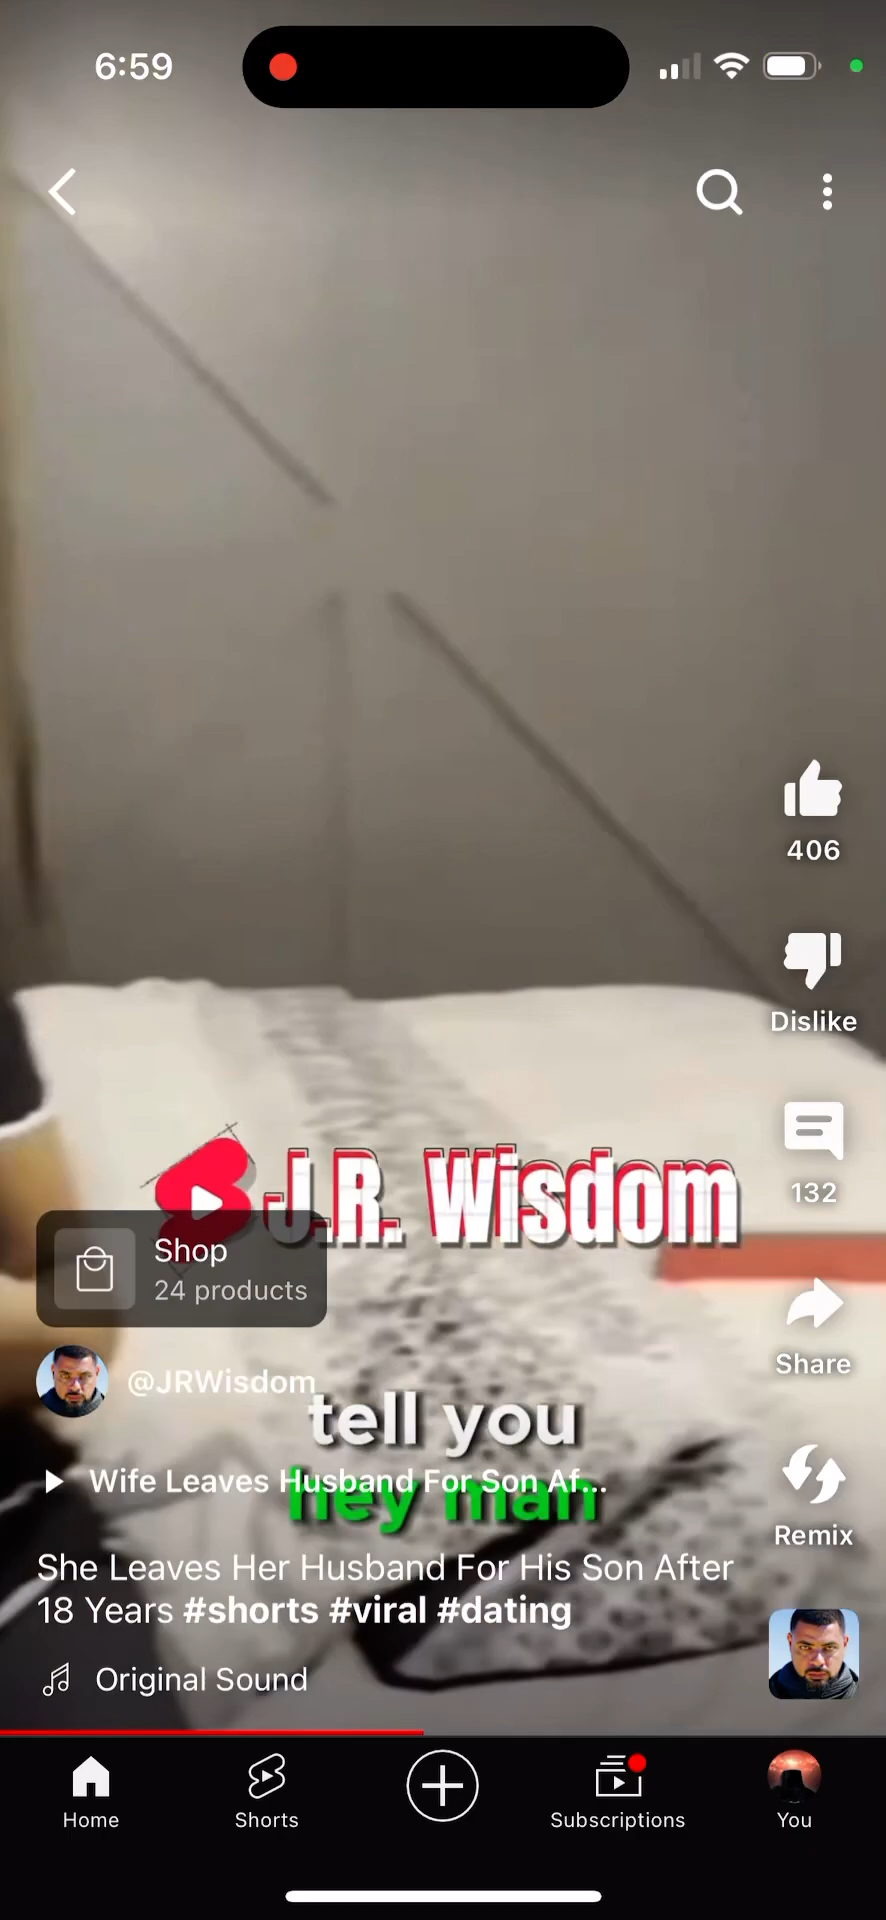 6:59
406
Dislike
132
J.R. Wisdom
Shop
24 products
Share
@JRWisdom
tell you
Wife Leaves Husband For Son Af...
hey man
Remix
She Leaves Her Husband For His Son After
18 Years #shorts #viral #dating
Original Sound
Home
Shorts
Subscriptions
You